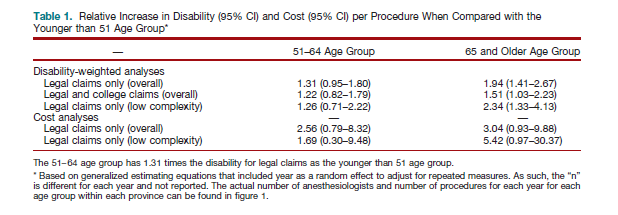 Table 1. Relative Increase in Disability (95% CI) and Cost (95% CI) per Procedure When Compared with the
Younger than 51 Age Group*
— 51–64 Age Group 65 and Older Age Group
Disability-weighted analyses
Legal claims only (overall) 1.31 (0.95–1.80) 1.94 (1.41–2.67)
Legal and college claims (overall) 1.22 (0.82–1.79) 1.51 (1.03–2.23)
Legal claims only (low complexity) 1.26 (0.71–2.22) 2.34 (1.33–4.13)
Cost analyses — —
Legal claims only (overall) 2.56 (0.79–8.32) 3.04 (0.93–9.88)
Legal claims only (low complexity) 1.69 (0.30–9.48) 5.42 (0.97–30.37)
The 51–64 age group has 1.31 times the disability for legal claims as the younger than 51 age group.
* Based on generalized estimating equations that included year as a random effect to adjust for repeated measures. As such, the “n”
is different for each year and not reported. The actual number of anesthesiologists and number of procedures for each year for each
age group within each province can be found in figure 1.